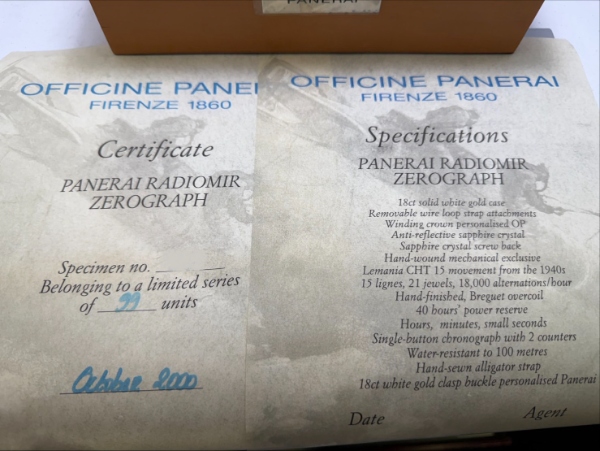 PANERAI
OFFICINE PANE
FIRENZE 1860
Certificate
PANERAI RADIOMIR
ZEROGRAPH
Specimen no.
Belonging to a limited series
of 99 units
Octobre 2000
OFFICINE PANERAI
FIRENZE 1860
Specifications
PANERAI RADIOMIR
ZEROGRAPH
18ct solid white gold case
Removable wire loop strap attachments
Winding crown personalised OP
Anti-reflective sapphire crystal
Sapphire crystal screw back
Hand-wound mechanical exclusive
Lemania CHT 15 movement from the 1940s
15 lignes, 21 jewels, 18,000 alternations/hour
Hand-finished, Breguet overcoil
40 hours' power reserve
Hours, minutes, small seconds
Single-button chronograph with 2 counters
Water-resistant to 100 metres
Hand-sewn alligator strap
18ct white gold clasp buckle personalised Panerai
Date
Agent